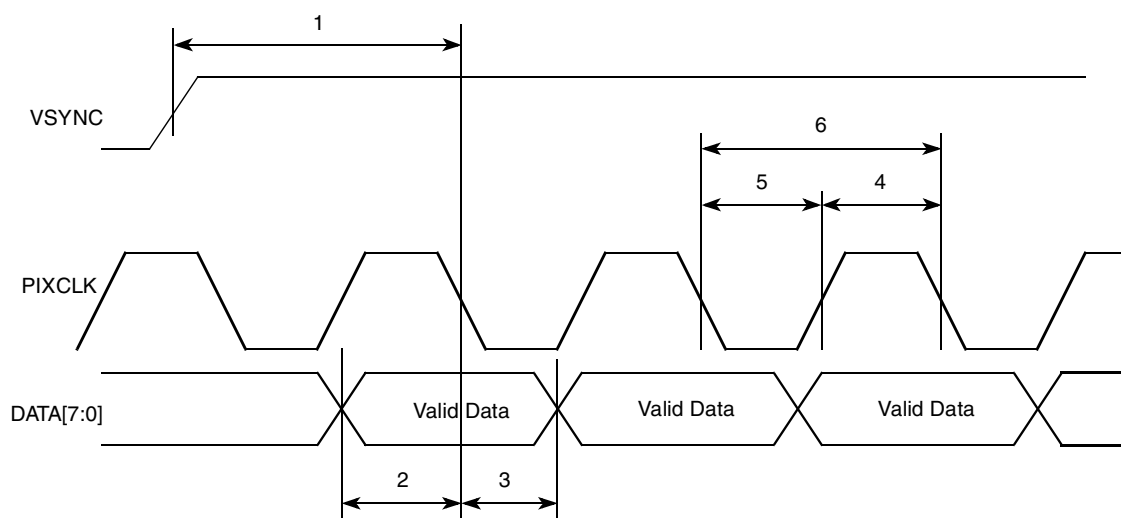 1
VSYNC
6
5
4
PIXCLK
DATA[7:0]
Valid Data
Valid Data
Valid Data
2
3